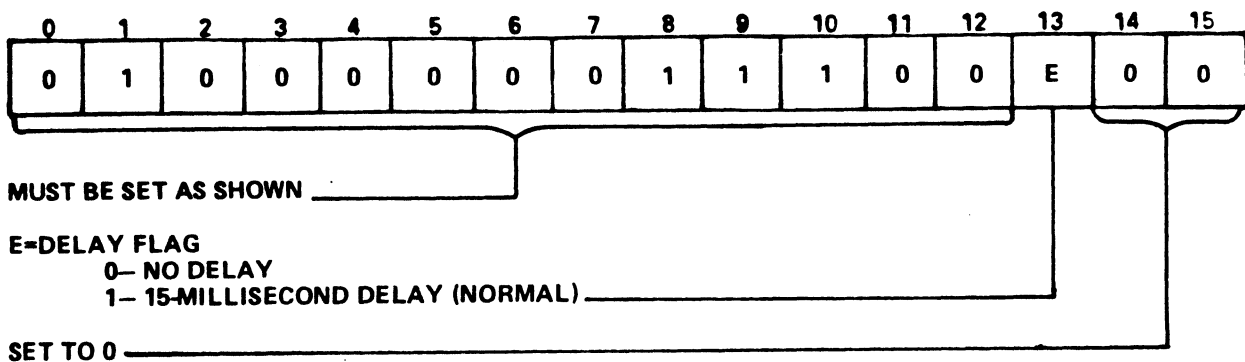 0 1 2 3 4 5 6 7 8 9 10 11 12 13 14 15
0 1 0 0 0 0 0 0 1 1 1 0 0 E 0 0
MUST BE SET AS SHOWN
E=DELAY FLAG
0– NO DELAY
1– 15-MILLISECOND DELAY (NORMAL)
SET TO 0